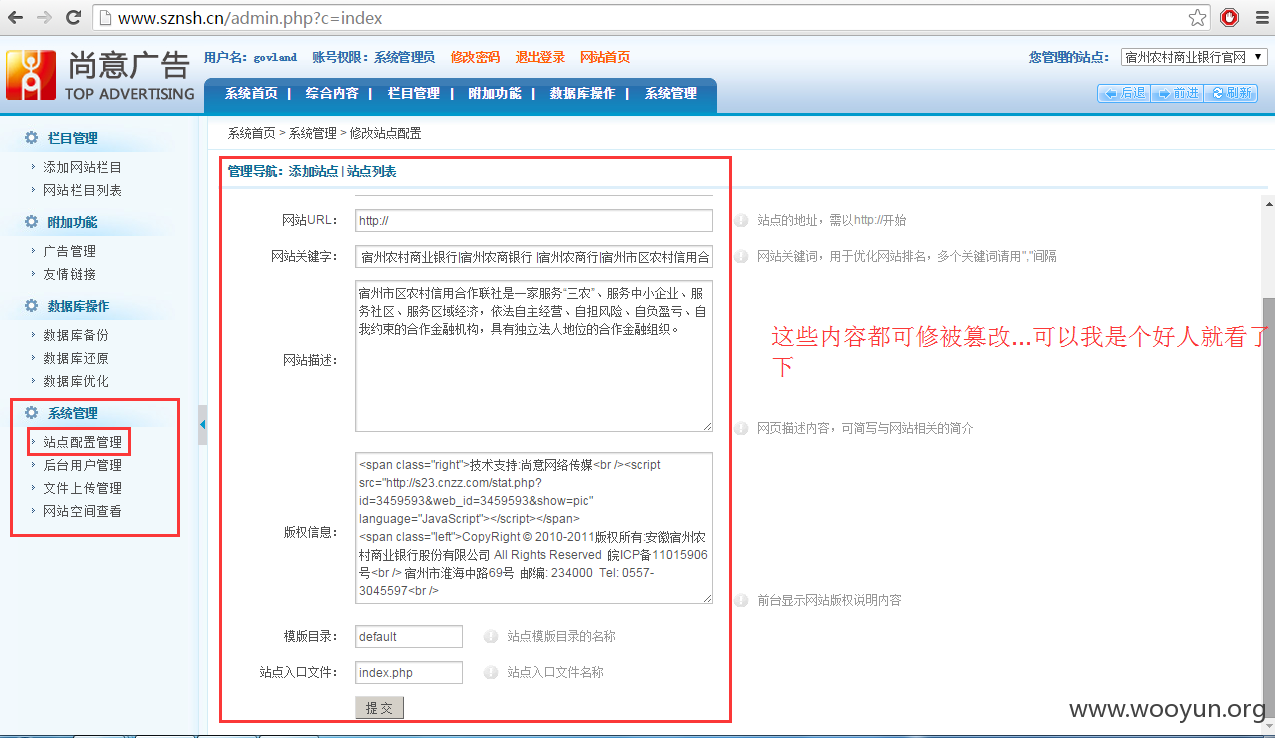 www.sznsh.cn/admin.php?c=index
尚意广告
TOP ADVERTISING
用户名：govland 账号权限：系统管理员 修改密码 退出登录 网站首页
您管理的站点： 宿州农村商业银行官网
系统首页 | 综合内容 | 栏目管理 | 附加功能 | 数据库操作 | 系统管理
后退 前进 刷新
栏目管理
添加网站栏目
网站栏目列表
附加功能
广告管理
友情链接
数据库操作
数据库备份
数据库还原
数据库优化
系统管理
站点配置管理
后台用户管理
文件上传管理
网站空间查看
系统首页 > 系统管理 > 修改站点配置
管理导航：添加站点 | 站点列表
网站URL： http:// 站点的地址，需以http://开始
网站关键字： 宿州农村商业银行|宿州农商银行 |宿州农商行|宿州市区农村信用合 网站关键词，用于优化网站排名，多个关键词请用","间隔
网站描述：
宿州市区农村信用合作联社是一家服务“三农”、服务中小企业、服
务社区、服务区域经济，依法自主经营、自担风险、自负盈亏、自
我约束的合作金融机构，具有独立法人地位的合作金融组织。
网页描述内容，可简写与网站相关的简介
这些内容都可修被篡改...可以我是个好人就看了
下
版权信息：
<span class="right">技术支持:尚意网络传媒<br /><script
src="http://s23.cnzz.com/stat.php?
id=3459593&web_id=3459593&show=pic"
language="JavaScript"></script></span>
<span class="left">CopyRight © 2010-2011版权所有:安徽宿州农
村商业银行股份有限公司 All Rights Reserved 皖ICP备11015906
号<br /> 宿州市淮海中路69号 邮编: 234000 Tel: 0557-
3045597<br />
前台显示网站版权说明内容
模版目录： default 站点模版目录的名称
站点入口文件： index.php 站点入口文件名称
提 交
www.wooyun.org